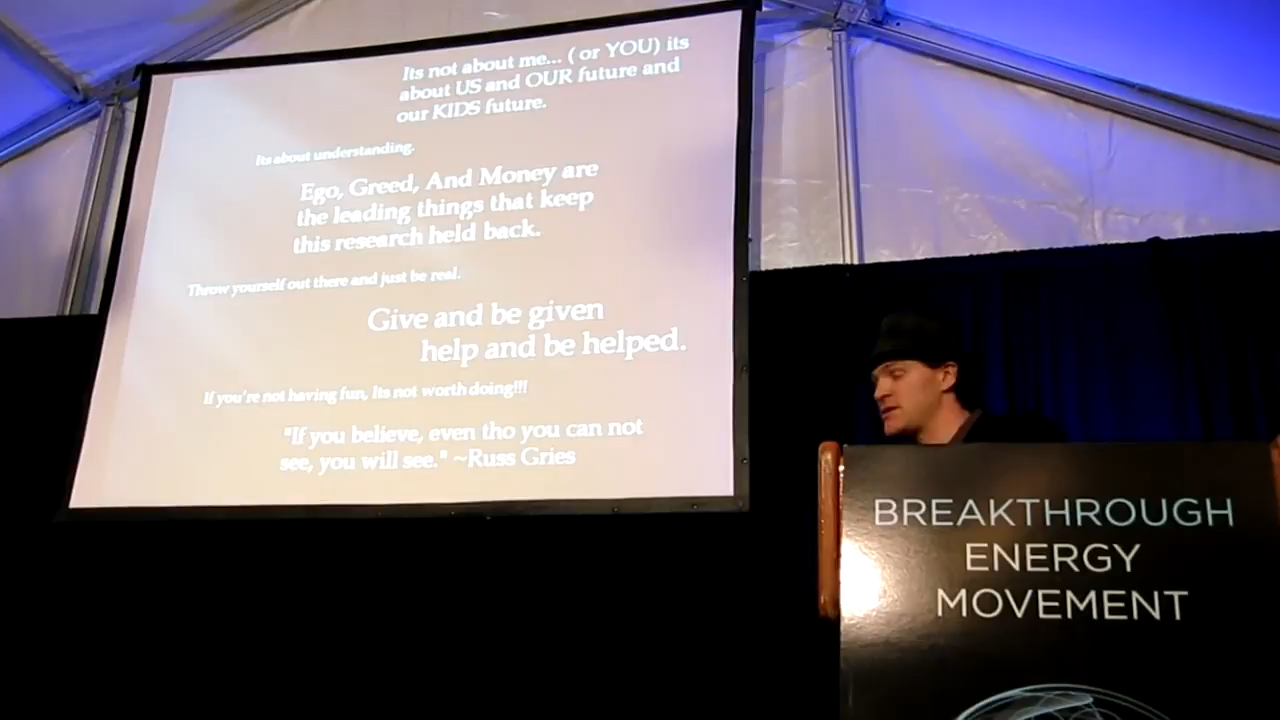 Its not about me... ( or YOU) its
about US and OUR future and
our KIDS future.
Its about understanding.
Ego, Greed, And Money are
the leading things that keep
this research held back.
Throw yourself out there and just be real.
Give and be given
help and be helped.
If you're not having fun, Its not worth doing!!!
"If you believe, even tho you can not
see, you will see." ~Russ Gries
BREAKTHROUGH
ENERGY
MOVEMENT